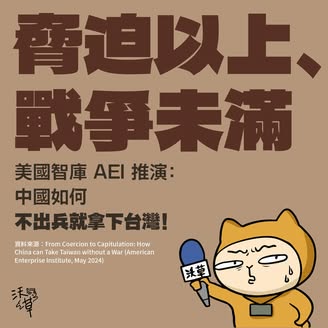 脅迫以上、
戰爭未滿
美國智庫 AEI 推演：
中國如何
不出兵就拿下台灣！
資料來源：From Coercion to Capitulation: How
China can Take Taiwan without a War (American
Enterprise Institute, May 2024)
沃草
沃草